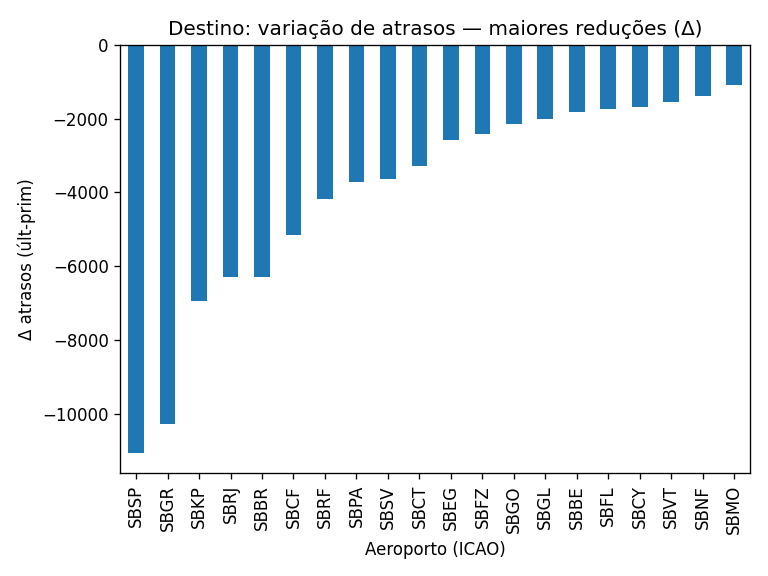 Destino: variação de atrasos — maiores reduções (Δ)
0
−2000
−4000
−6000
−8000
−10000
Δ atrasos (últ-prim)
SBSP
SBGR
SBKP
SBRJ
SBBR
SBCF
SBRF
SBPA
SBSV
SBCT
SBEG
SBFZ
SBGO
SBGL
SBBE
SBFL
SBCY
SBVT
SBNF
SBMO
Aeroporto (ICAO)